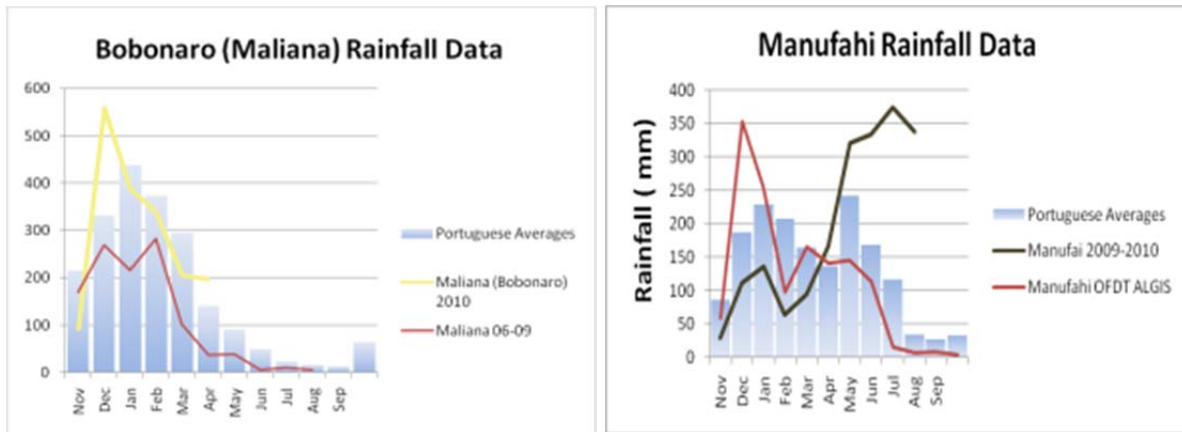 Bobonaro (Maliana) Rainfall Data
600
500
400
300
200
100
0
Nov
Dec
Jan
Feb
Mar
Apr
May
Jun
Jul
Aug
Sep
Portuguese Averages
Maliana (Bobonaro)
2010
Maliana 06-09
Manufahi Rainfall Data
Rainfall ( mm)
400
350
300
250
200
150
100
50
0
Nov
Dec
Jan
Feb
Mar
Apr
May
Jun
Jul
Aug
Sep
Portuguese Averages
Manufai 2009-2010
Manufahi OFDT ALGIS